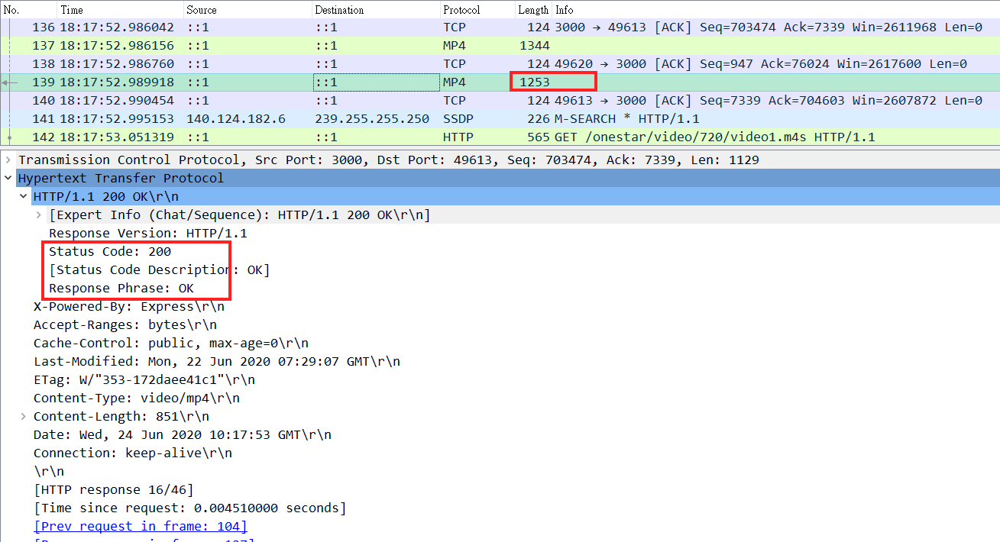 No. Time Source Destination Protocol Length Info
136 18:17:52.986042 ::1 ::1 TCP 124 3000 → 49613 [ACK] Seq=703474 Ack=7339 Win=2611968 Len=0
137 18:17:52.986156 ::1 ::1 MP4 1344
138 18:17:52.986760 ::1 ::1 TCP 124 49620 → 3000 [ACK] Seq=947 Ack=76024 Win=2617600 Len=0
139 18:17:52.989918 ::1 ::1 MP4 1253
140 18:17:52.990454 ::1 ::1 TCP 124 49613 → 3000 [ACK] Seq=7339 Ack=704603 Win=2607872 Len=0
141 18:17:52.995153 140.124.182.6 239.255.255.250 SSDP 226 M-SEARCH * HTTP/1.1
142 18:17:53.051319 ::1 ::1 HTTP 565 GET /onestar/video/720/video1.m4s HTTP/1.1
Transmission Control Protocol, Src Port: 3000, Dst Port: 49613, Seq: 703474, Ack: 7339, Len: 1129
Hypertext Transfer Protocol
HTTP/1.1 200 OK\r\n
[Expert Info (Chat/Sequence): HTTP/1.1 200 OK\r\n]
Response Version: HTTP/1.1
Status Code: 200
[Status Code Description: OK]
Response Phrase: OK
X-Powered-By: Express\r\n
Accept-Ranges: bytes\r\n
Cache-Control: public, max-age=0\r\n
Last-Modified: Mon, 22 Jun 2020 07:29:07 GMT\r\n
ETag: W/"353-172daee41c1"\r\n
Content-Type: video/mp4\r\n
Content-Length: 851\r\n
Date: Wed, 24 Jun 2020 10:17:53 GMT\r\n
Connection: keep-alive\r\n
\r\n
[HTTP response 16/46]
[Time since request: 0.004510000 seconds]
[Prev request in frame: 104]